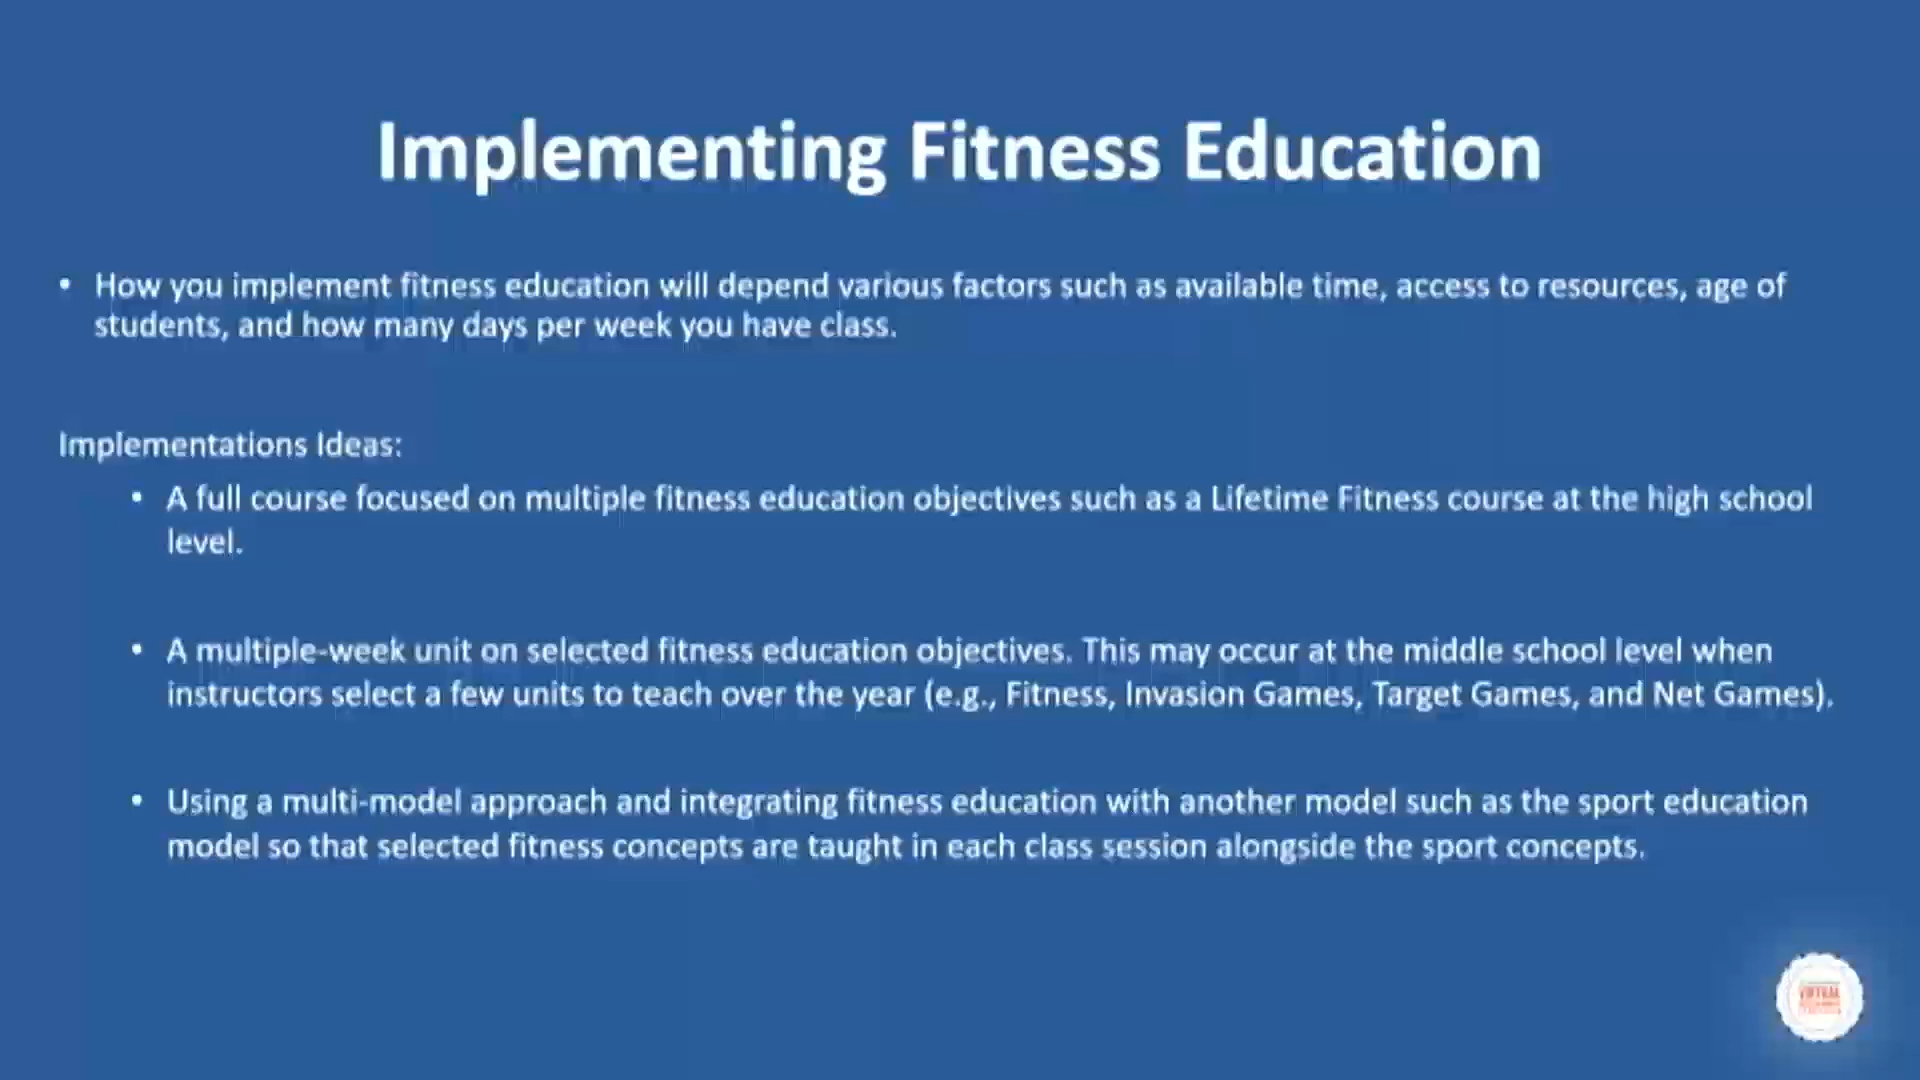 Implementing Fitness Education
• How you implement fitness education will depend various factors such as available time, access to resources, age of
students, and how many days per week you have class.
Implementations Ideas:
• A full course focused on multiple fitness education objectives such as a Lifetime Fitness course at the high school
level.
• A multiple-week unit on selected fitness education objectives. This may occur at the middle school level when
instructors select a few units to teach over the year (e.g., Fitness, Invasion Games, Target Games, and Net Games).
• Using a multi-model approach and integrating fitness education with another model such as the sport education
model so that selected fitness concepts are taught in each class session alongside the sport concepts.
VIRTUAL